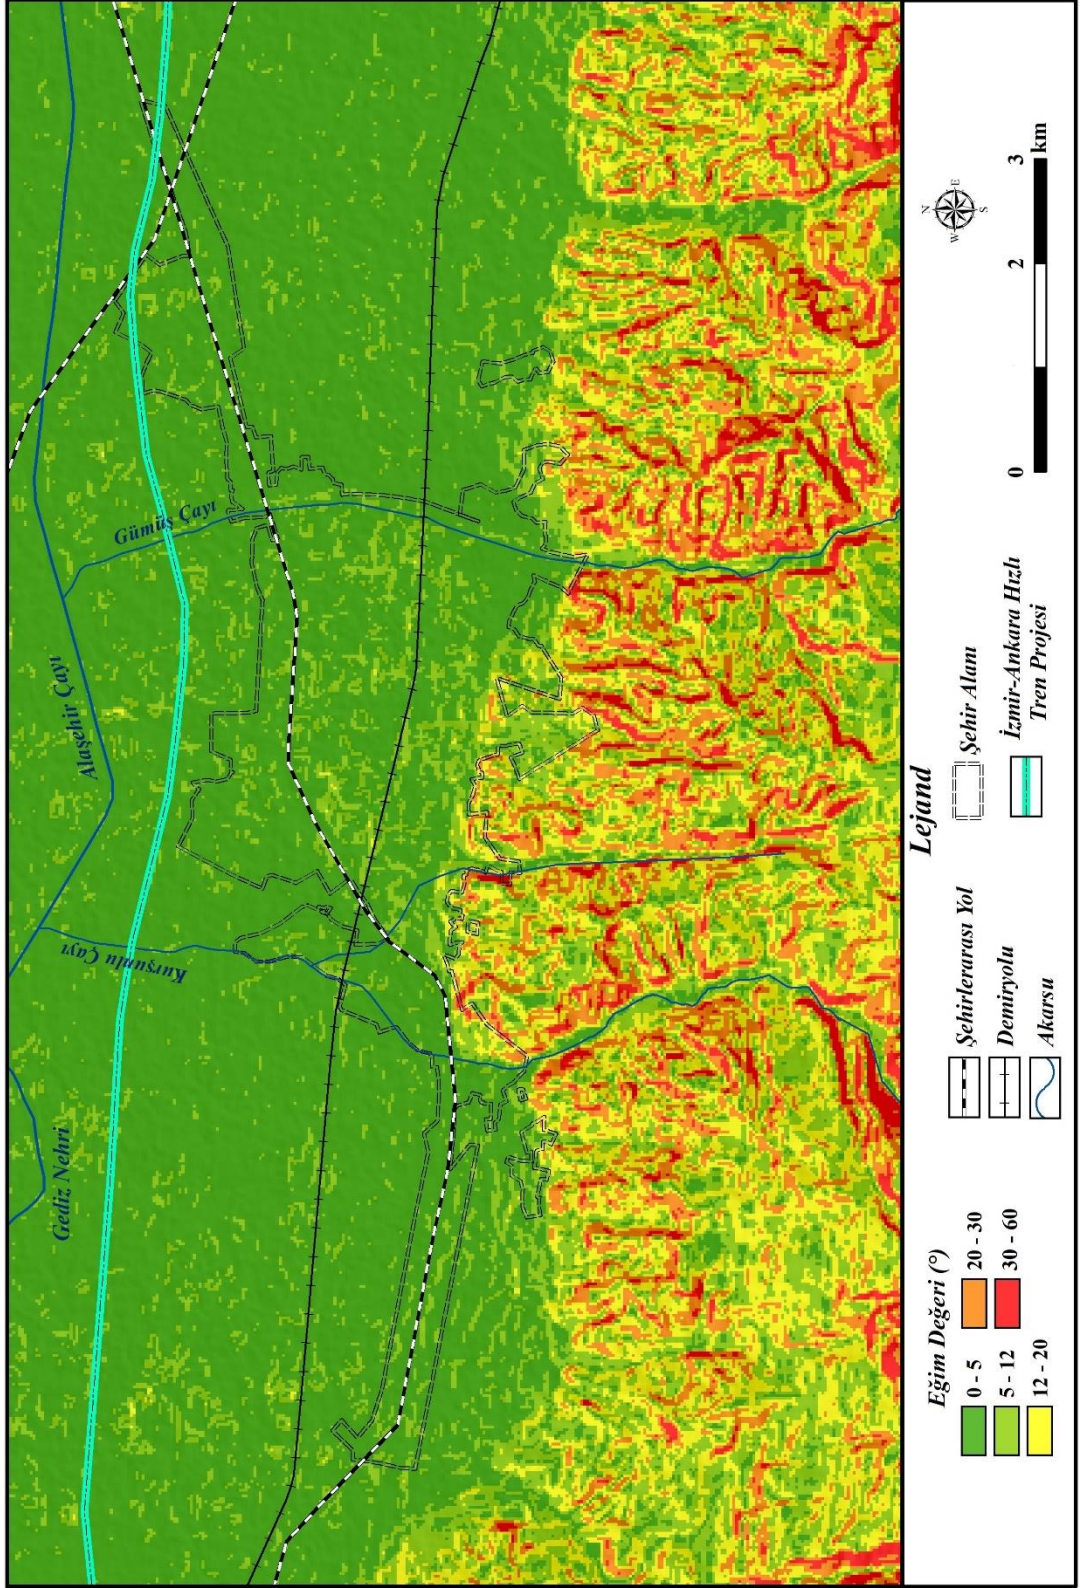 Gediz Nehri
Kurşunlu Çayı
Alaşehir Çayı
Gümüş Çayı
Lejand
Eğim Değeri (°)
0 - 5
5 - 12
12 - 20
20 - 30
30 - 60
Şehirlerarası Yol
Demiryolu
Akarsu
Şehir Alanı
İzmir-Ankara Hızlı
Tren Projesi
N
W
E
S
0
2
3
km